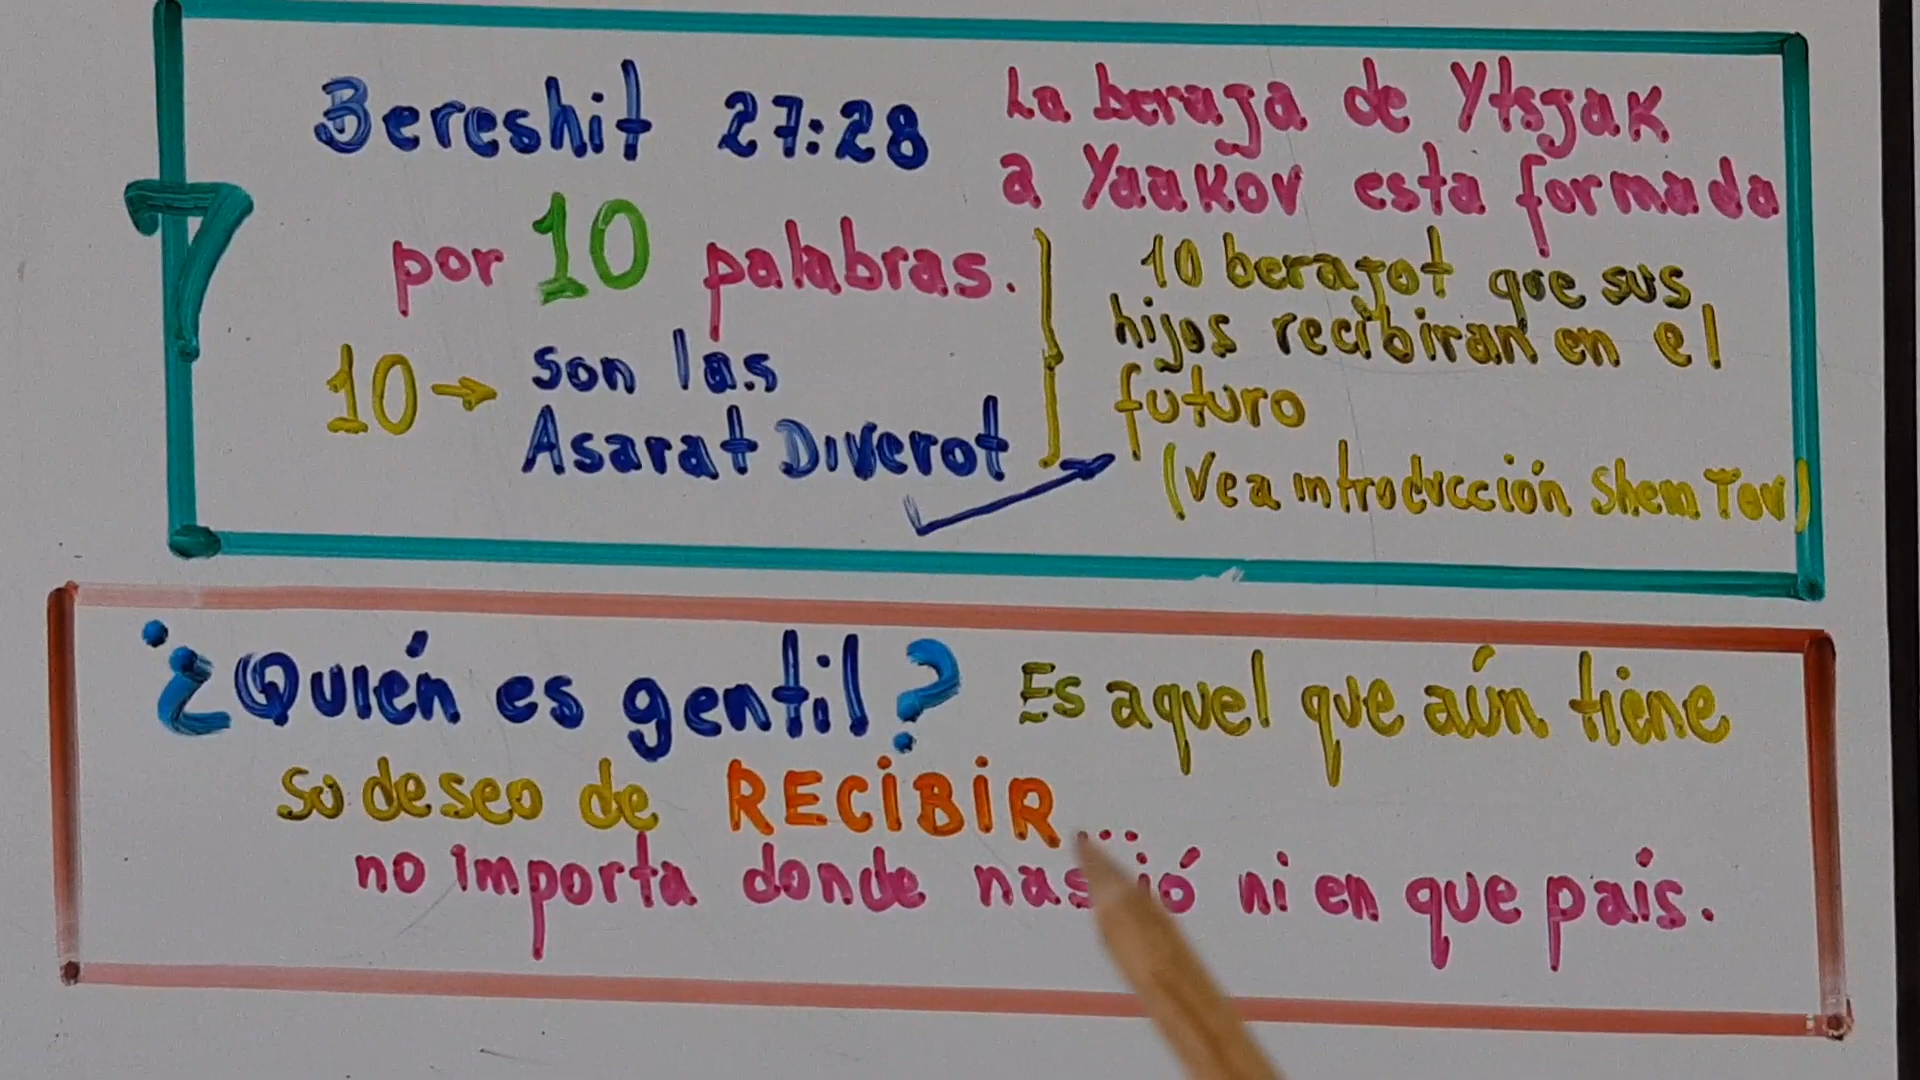 7
Bereshit 27:28 La beraja de Ytsjak
a Yaakov esta formada
por 10 palabras.
10 → son las
Asarat Diverot
10 berajot que sus
hijos recibiran en el
futuro
(Vea introducción Shem Tov)
¿Quién es gentil? Es aquel que aún tiene
su deseo de RECIBIR...
no importa donde nació ni en que país.